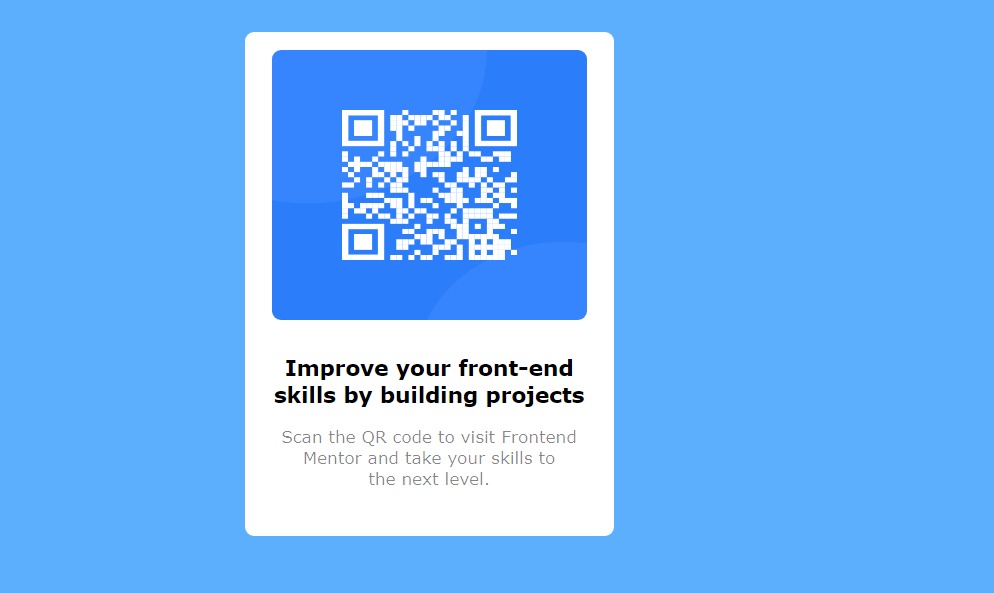 Improve your front-end
skills by building projects
Scan the QR code to visit Frontend
Mentor and take your skills to
the next level.